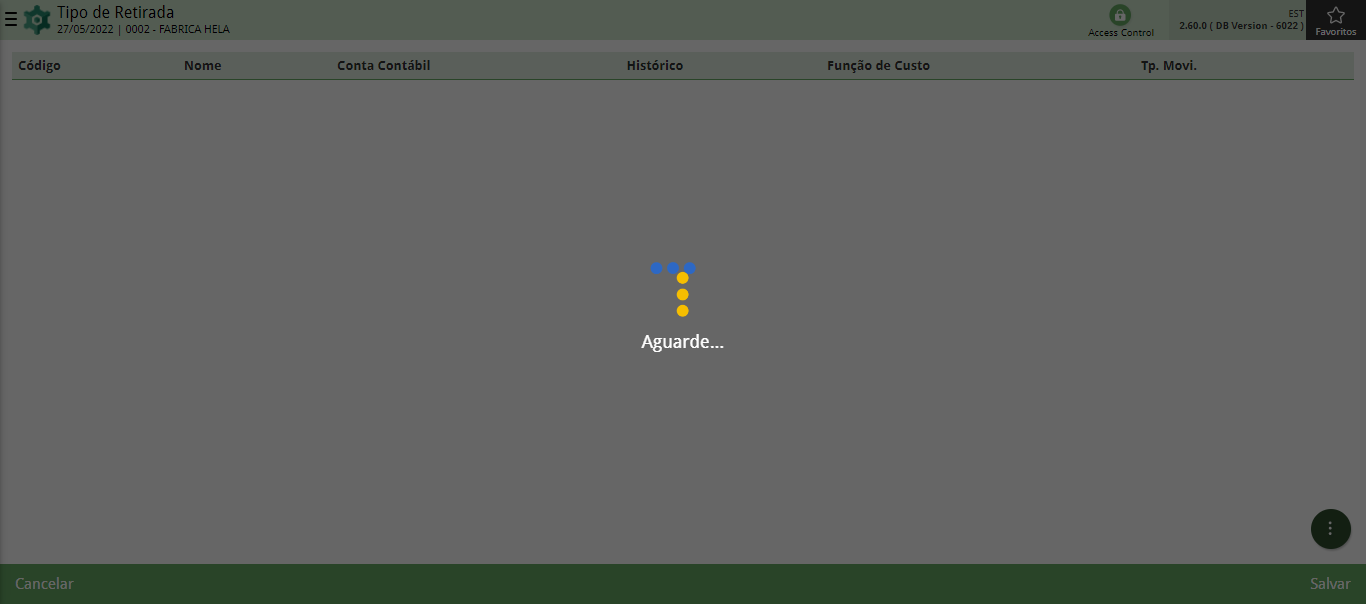 Tipo de Retirada
27/05/2022 | 0002 - FABRICA HELA
Access Control
EST
2.60.0 ( DB Version - 6022 )
Favoritos
Código Nome Conta Contábil Histórico Função de Custo Tp. Movi.
Aguarde...
Cancelar Salvar